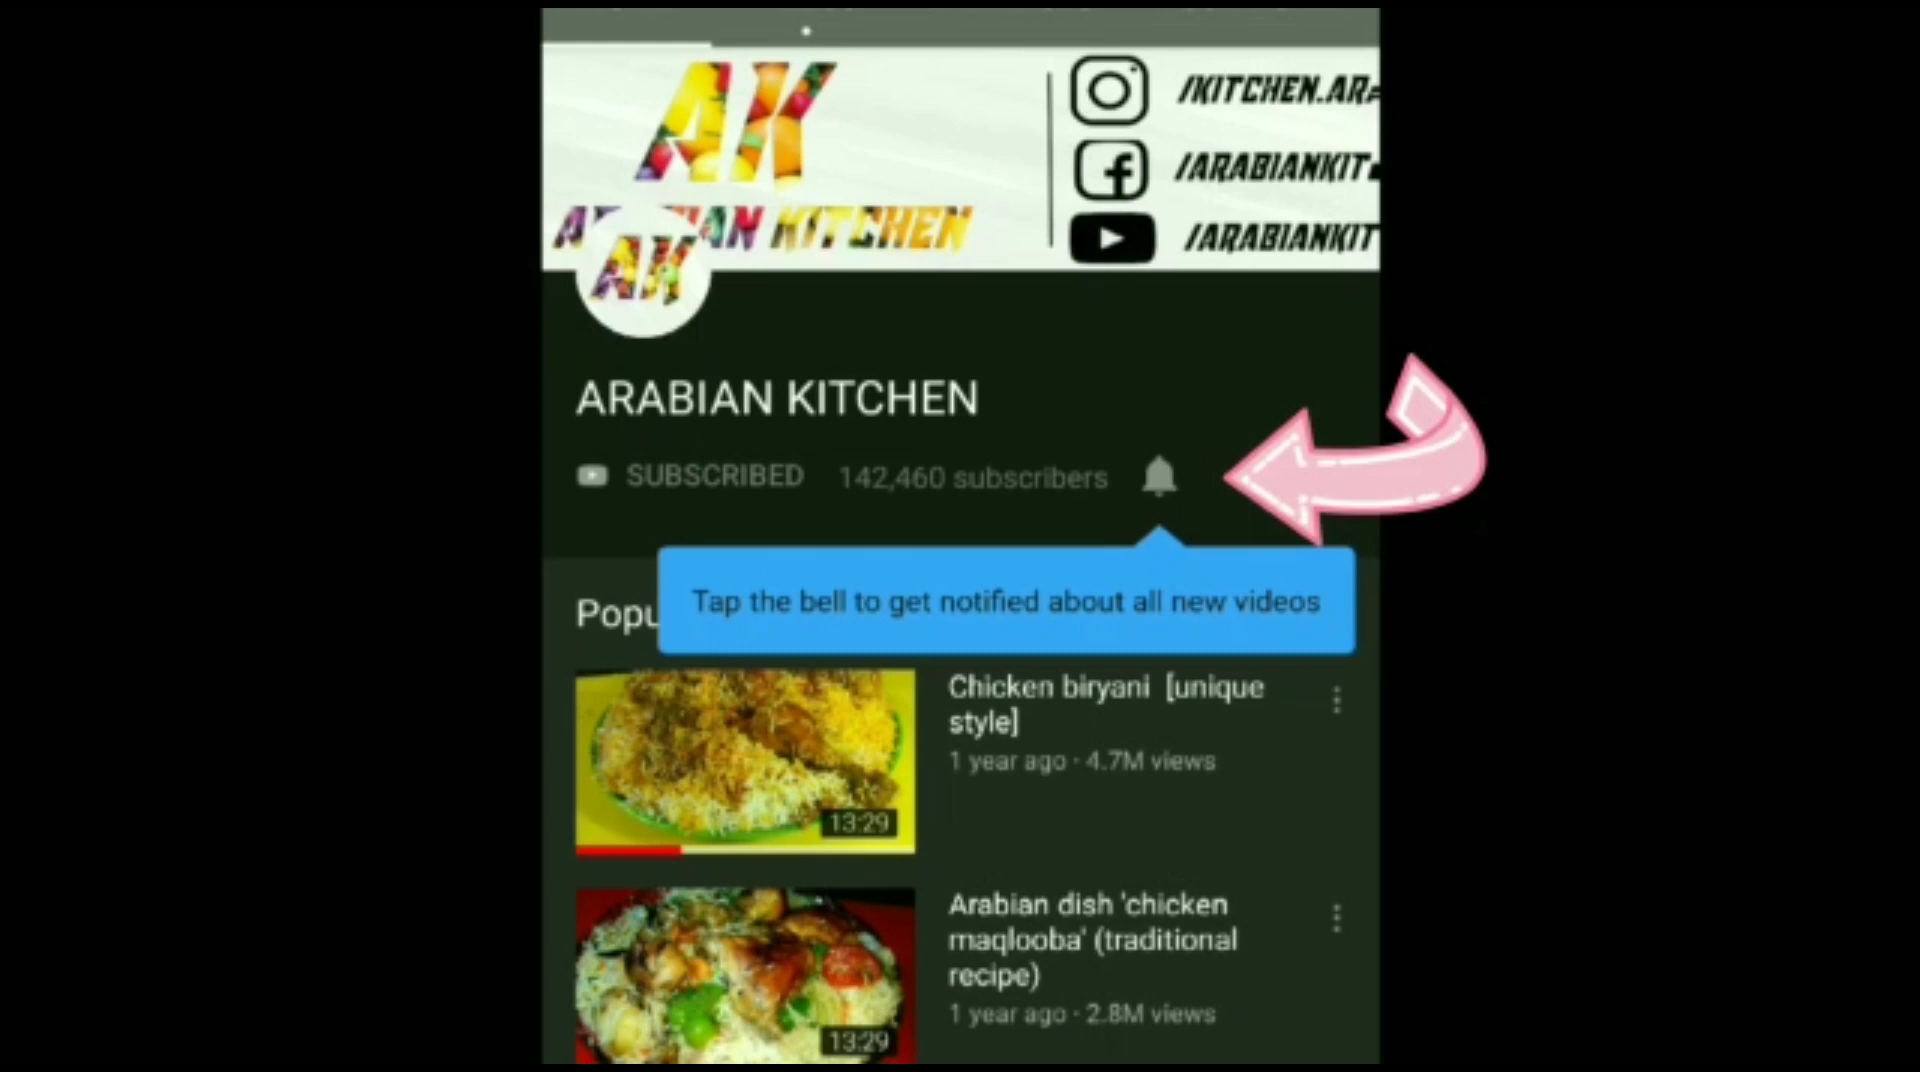 AK
/KITCHEN.AR
/ARABIANKIT
KITCHEN
/ARABIANKIT
AK
ARABIAN KITCHEN
SUBSCRIBED 142,460 subscribers
Tap the bell to get notified about all new videos
Popu
Chicken biryani [unique
style]
1 year ago · 4.7M views
13:29
Arabian dish 'chicken
maqlooba' (traditional
recipe)
1 year ago · 2.8M views
13:29